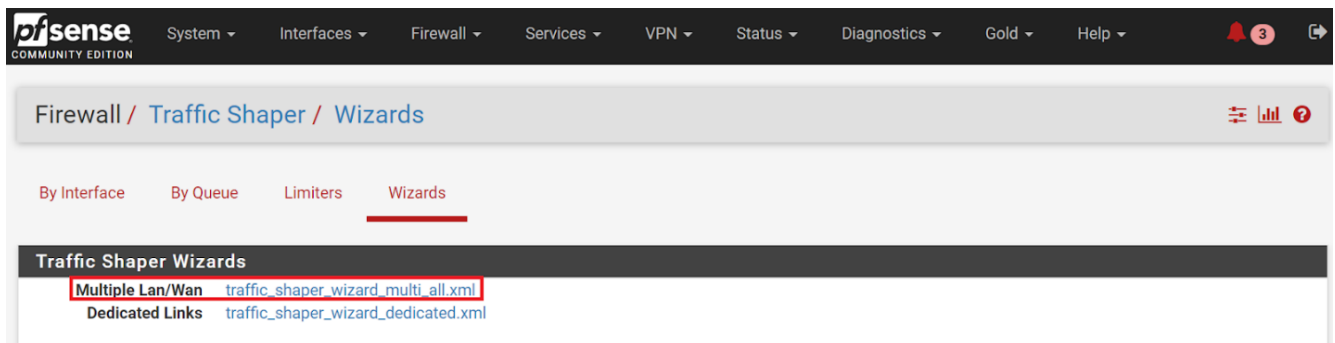 pfsense System Interfaces Firewall Services VPN Status Diagnostics Gold Help 3
COMMUNITY EDITION
Firewall / Traffic Shaper / Wizards
By Interface By Queue Limiters Wizards
Traffic Shaper Wizards
Multiple Lan/Wan traffic_shaper_wizard_multi_all.xml
Dedicated Links traffic_shaper_wizard_dedicated.xml